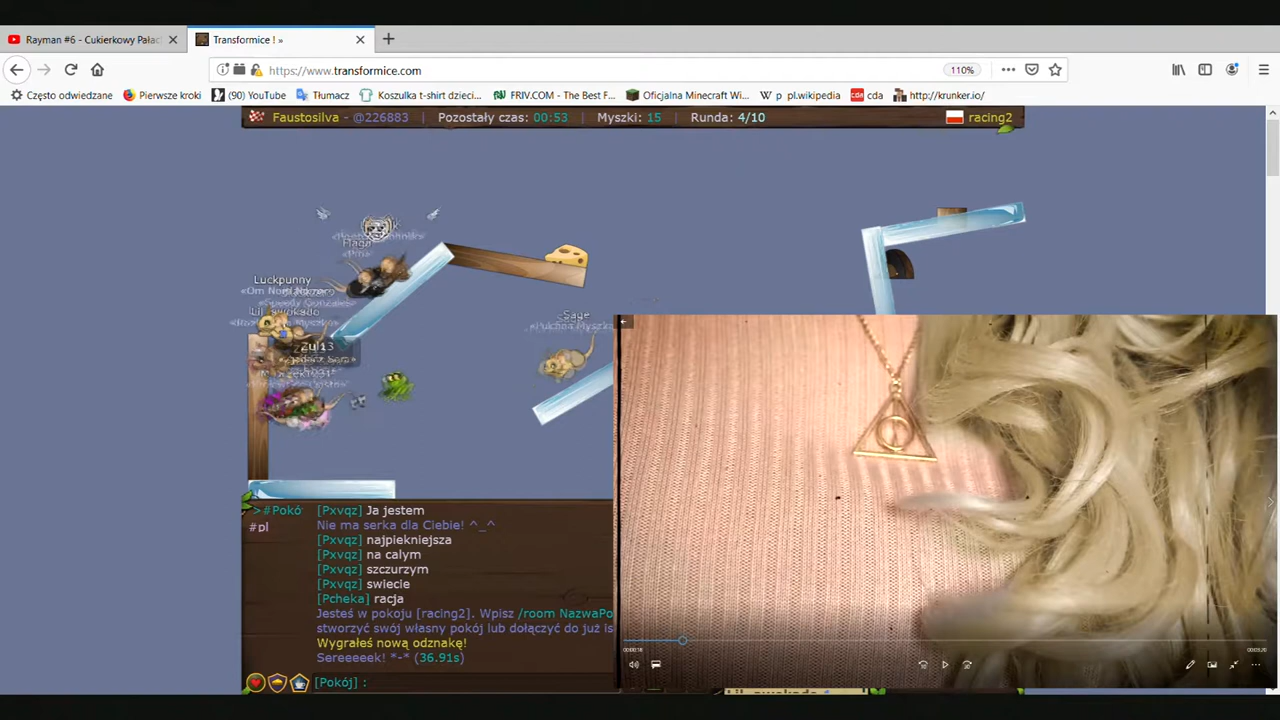 Rayman #6 - Cukierkowy Pałac
Transformice ! »
https://www.transformice.com
110%
Często odwiedzane
Pierwsze kroki
(90) YouTube
Tłumacz
Koszulka t-shirt dzieci...
FRIV.COM - The Best F...
Oficjalna Minecraft Wi...
W p pl.wikipedia
cda
http://krunker.io/
Faustosilva - @226883 | Pozostały czas: 00:53 | Myszki: 15 | Runda: 4/10
racing2
Luckpunny
Zul13
Sage
>#Pokó
#pl
[Pxvqz] Ja jestem
Nie ma serka dla Ciebie! ^_^
[Pxvqz] najpiekniejsza
[Pxvqz] na calym
[Pxvqz] szczurzym
[Pxvqz] swiecie
[Pcheka] racja
Jesteś w pokoju [racing2]. Wpisz /room NazwaPo
stworzyć swój własny pokój lub dołączyć do już is
Wygrałeś nową odznakę!
Sereeeeek! *-* (36.91s)
[Pokój] :